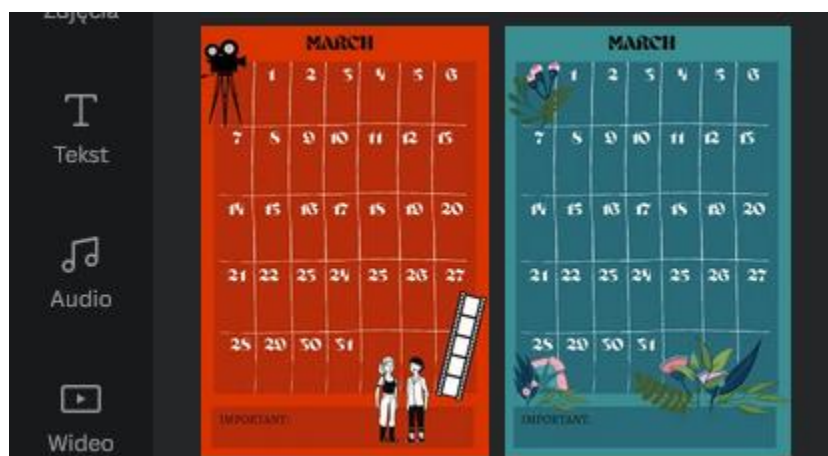 Zdjęcia
Tekst
Audio
Wideo
MARCH
1 2 3 4 5 6
7 8 9 10 11 12 13
14 15 16 17 18 19 20
21 22 23 24 25 26 27
28 29 30 31
IMPORTANT:
MARCH
1 2 3 4 5 6
7 8 9 10 11 12 13
14 15 16 17 18 19 20
21 22 23 24 25 26 27
28 29 30 31
IMPORTANT: